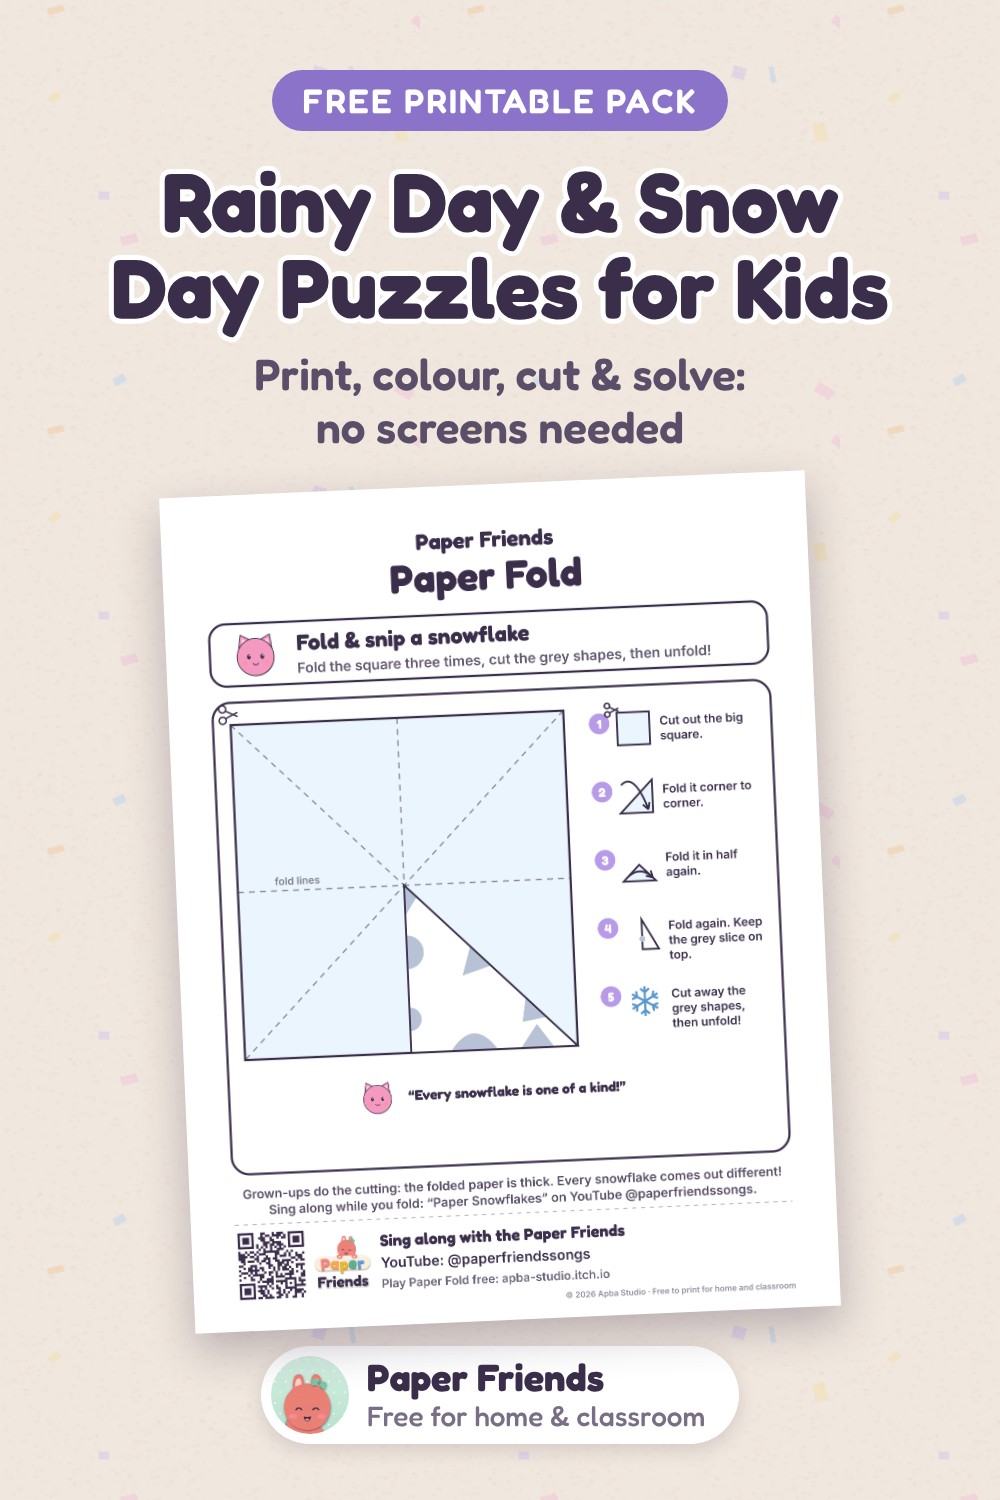 FREE PRINTABLE PACK
Rainy Day & Snow
Day Puzzles for Kids
Print, colour, cut & solve:
no screens needed
Paper Friends
Paper Fold
Fold & snip a snowflake
Fold the square three times, cut the grey shapes, then unfold!
fold lines
1
Cut out the big
square.
2
Fold it corner to
corner.
3
Fold it in half
again.
4
Fold again. Keep
the grey slice on
top.
5
Cut away the
grey shapes,
then unfold!
“Every snowflake is one of a kind!”
Grown-ups do the cutting: the folded paper is thick. Every snowflake comes out different!
Sing along while you fold: “Paper Snowflakes” on YouTube @paperfriendssongs.
Paper
Friends
Sing along with the Paper Friends
YouTube: @paperfriendssongs
Play Paper Fold free: apba-studio.itch.io
© 2026 Apba Studio · Free to print for home and classroom
Paper Friends
Free for home & classroom